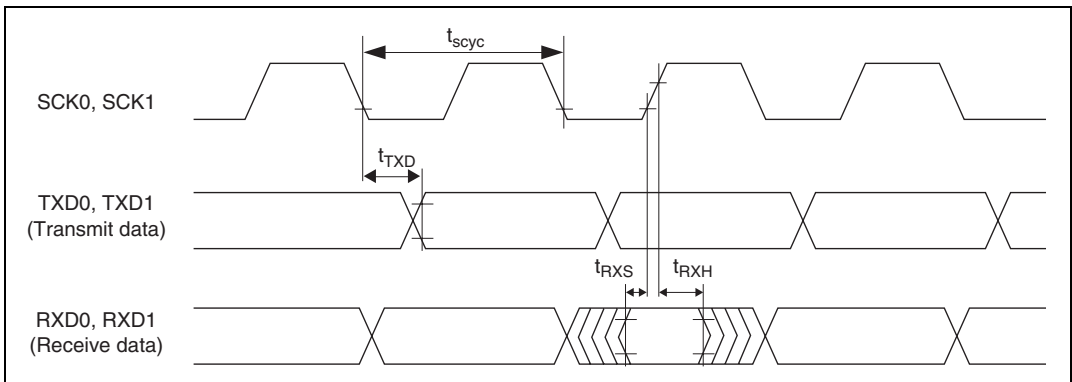 tscyc
SCK0, SCK1
tTXD
TXD0, TXD1
(Transmit data)
tRXS tRXH
RXD0, RXD1
(Receive data)